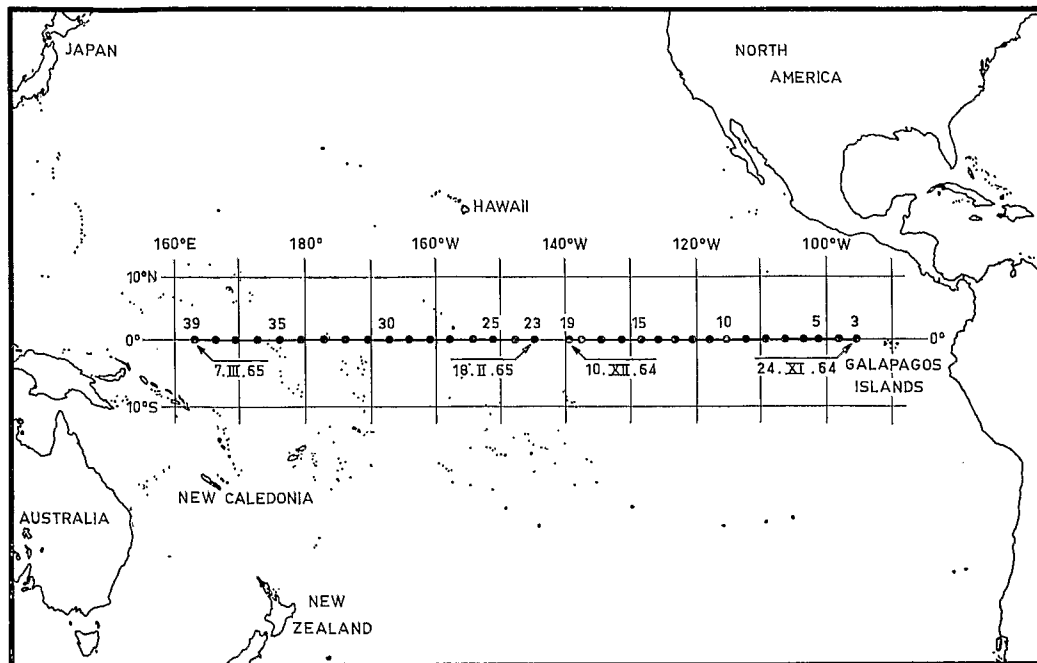 JAPAN
NORTH
AMERICA
HAWAII
160°E 180° 160°W 140°W 120°W 100°W
10°N
39 35 30 25 23 19 15 10 5 3
0° 0°
7.III.65 18.II.65 10.XII.64 24.XI.64
GALAPAGOS
ISLANDS
10°S
NEW CALEDONIA
AUSTRALIA
NEW
ZEALAND